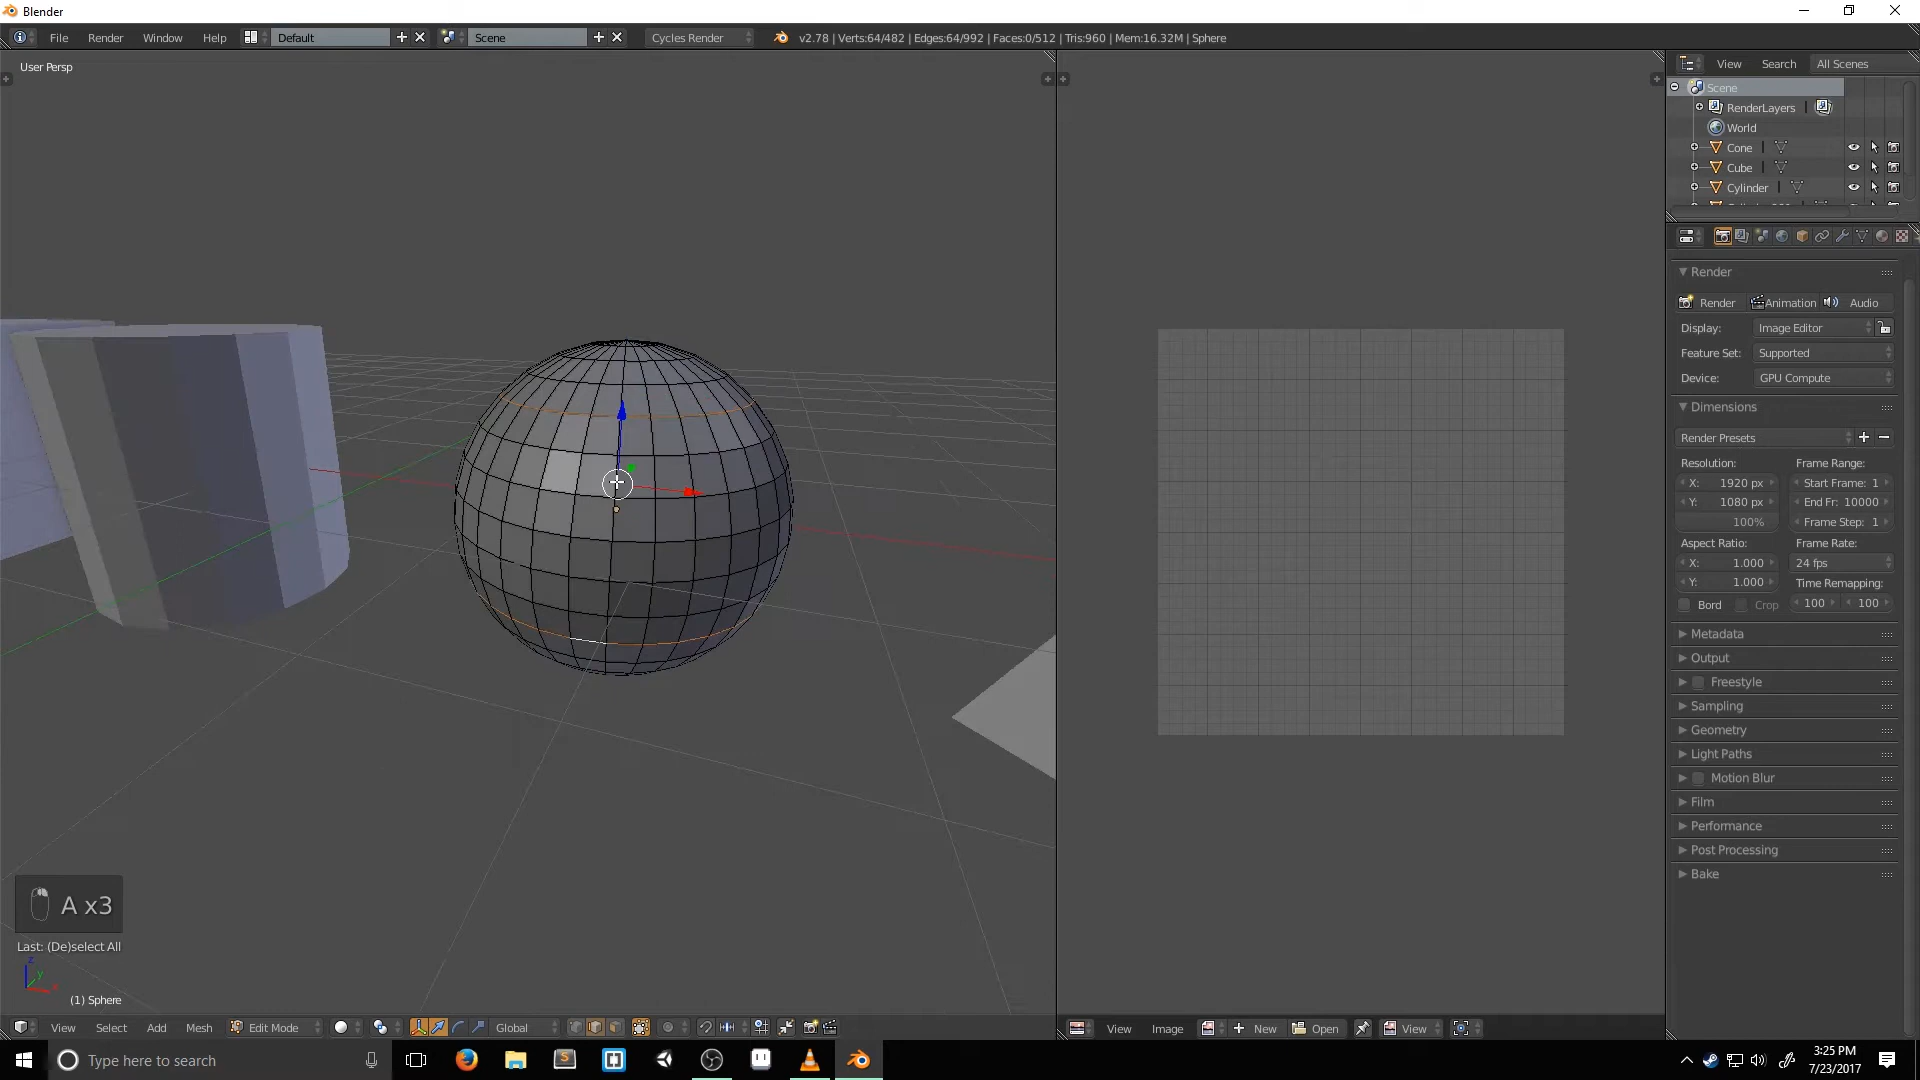 Blender
File Render Window Help Default Scene Cycles Render v2.78 | Verts:64/482 | Edges:64/992 | Faces:0/512 | Tris:960 | Mem:16.32M | Sphere
User Persp
View Search All Scenes
Scene
RenderLayers
World
Cone
Cube
Cylinder
Render
Render Animation Audio
Display: Image Editor
Feature Set: Supported
Device: GPU Compute
Dimensions
Render Presets
Resolution: Frame Range:
X: 1920 px Start Frame: 1
Y: 1080 px End Fr: 10000
100% Frame Step: 1
Aspect Ratio: Frame Rate:
X: 1.000 24 fps
Y: 1.000 Time Remapping:
Bord Crop 100 100
Metadata
Output
Freestyle
Sampling
Geometry
Light Paths
Motion Blur
Film
Performance
Post Processing
Bake
A x3
Last: (De)select All
z
y
x
(1) Sphere
View Select Add Mesh Edit Mode Global
View Image New Open View
Type here to search
3:25 PM
7/23/2017